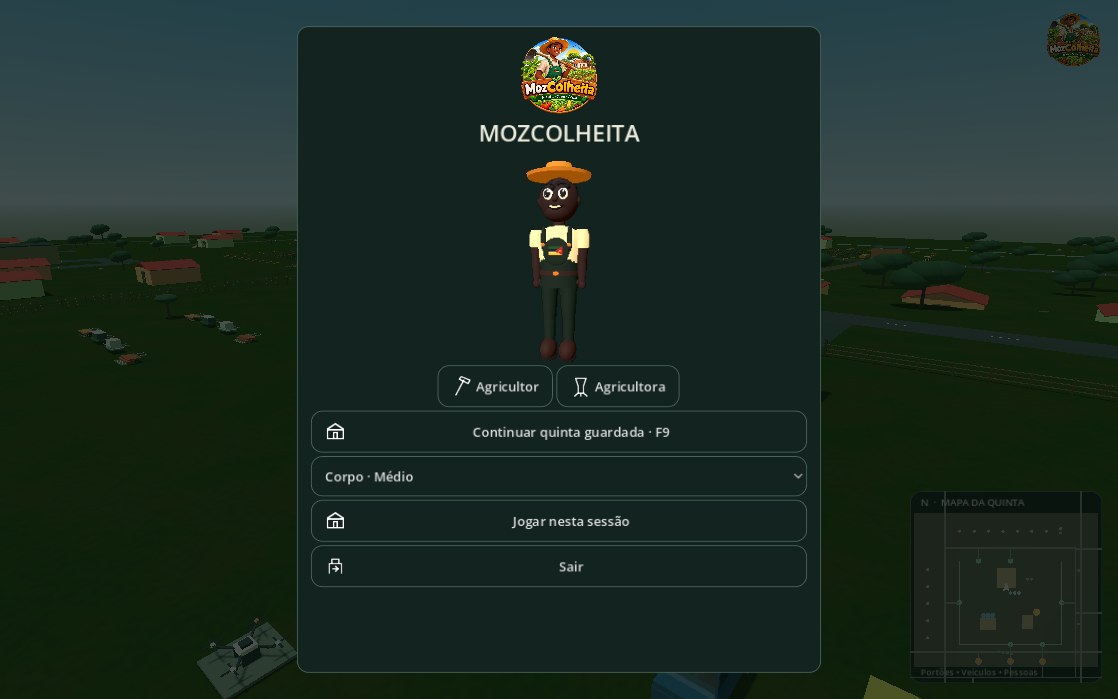 MozColheita
MozColheita
MOZCOLHEITA
Agricultor
Agricultora
Continuar quinta guardada · F9
Corpo · Médio
Jogar nesta sessão
Sair
N · MAPA DA QUINTA
Portões • Veículos • Pessoas